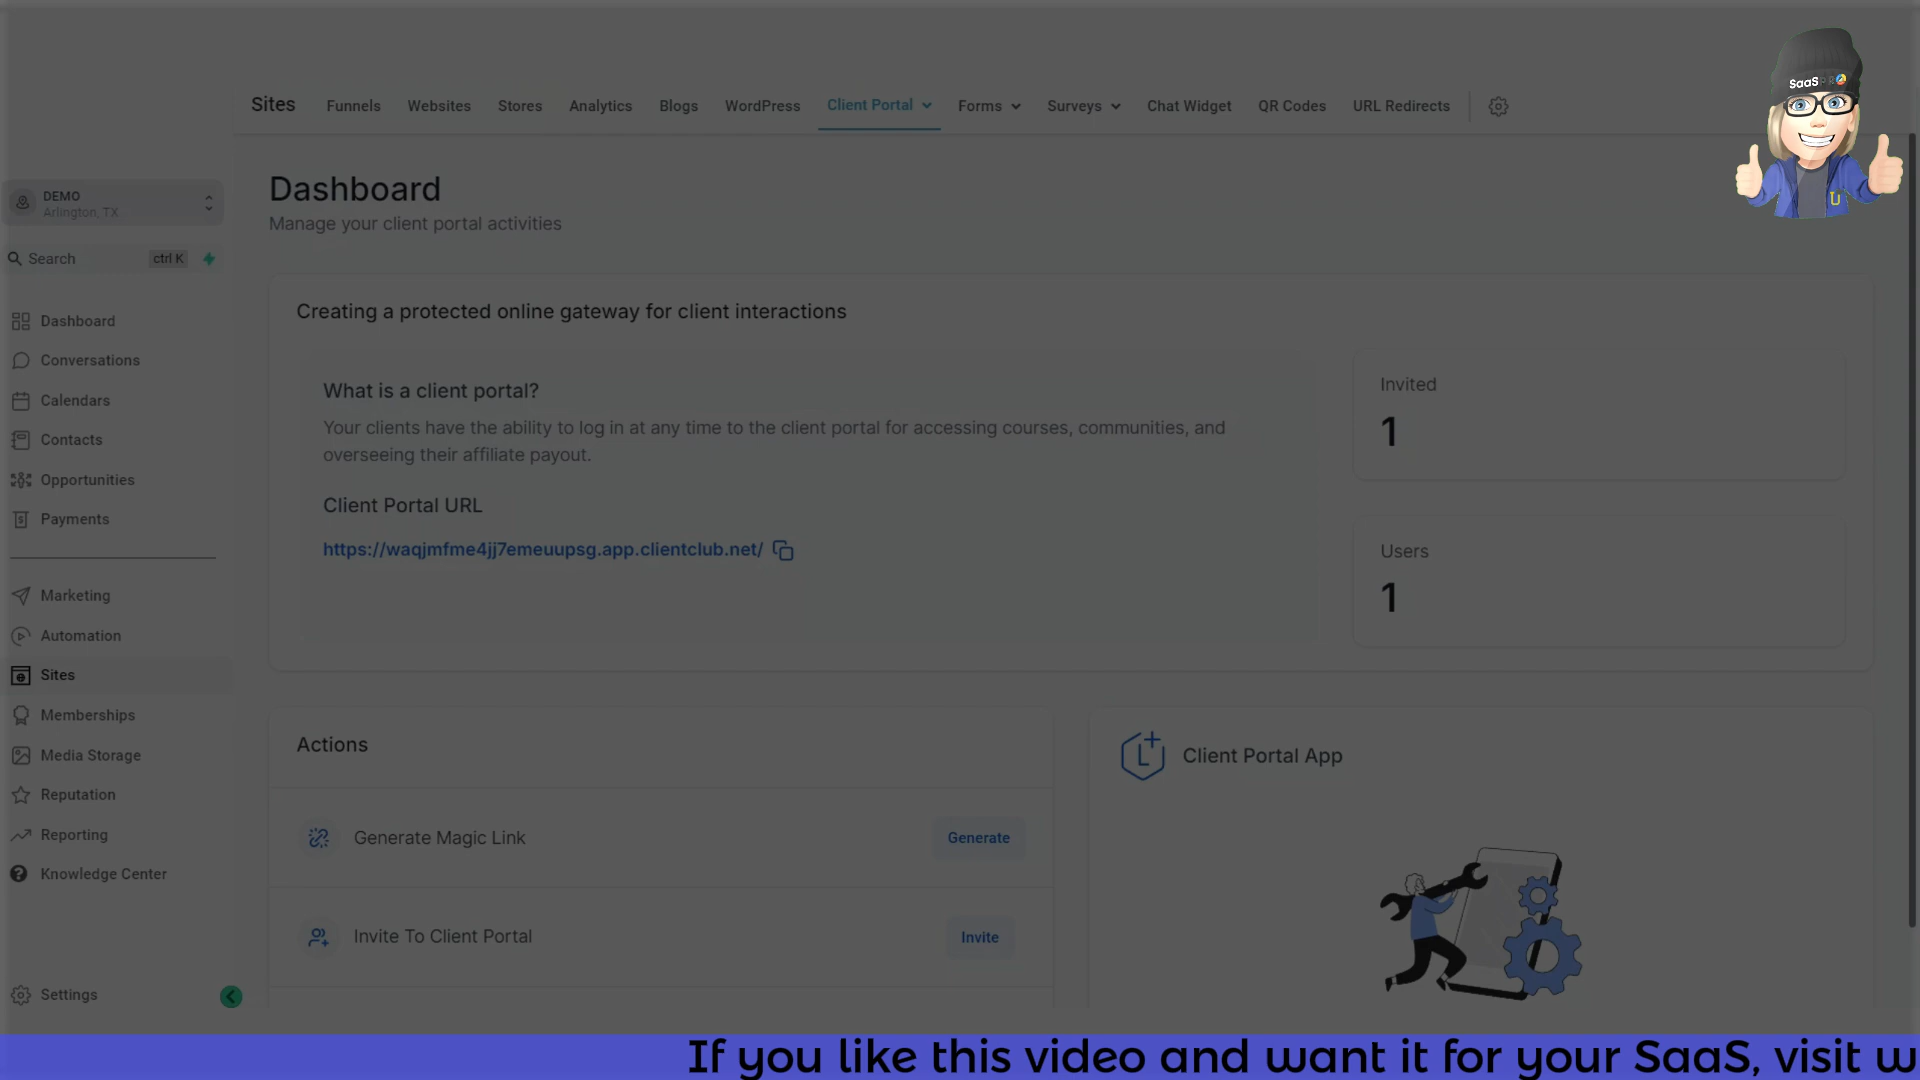 Sites Funnels Websites Stores Analytics Blogs WordPress Client Portal Forms Surveys Chat Widget QR Codes URL Redirects
SaaSPRO
U
DEMO
Arlington, TX
Search ctrl K
Dashboard
Conversations
Calendars
Contacts
Opportunities
Payments
Marketing
Automation
Sites
Memberships
Media Storage
Reputation
Reporting
Knowledge Center
Settings
Dashboard
Manage your client portal activities
Creating a protected online gateway for client interactions
What is a client portal?
Your clients have the ability to log in at any time to the client portal for accessing courses, communities, and
overseeing their affiliate payout.
Client Portal URL
https://waqjmfme4jj7emeuupsg.app.clientclub.net/
Invited
1
Users
1
Actions
Generate Magic Link Generate
Invite To Client Portal Invite
Client Portal App
If you like this video and want it for your SaaS, visit w